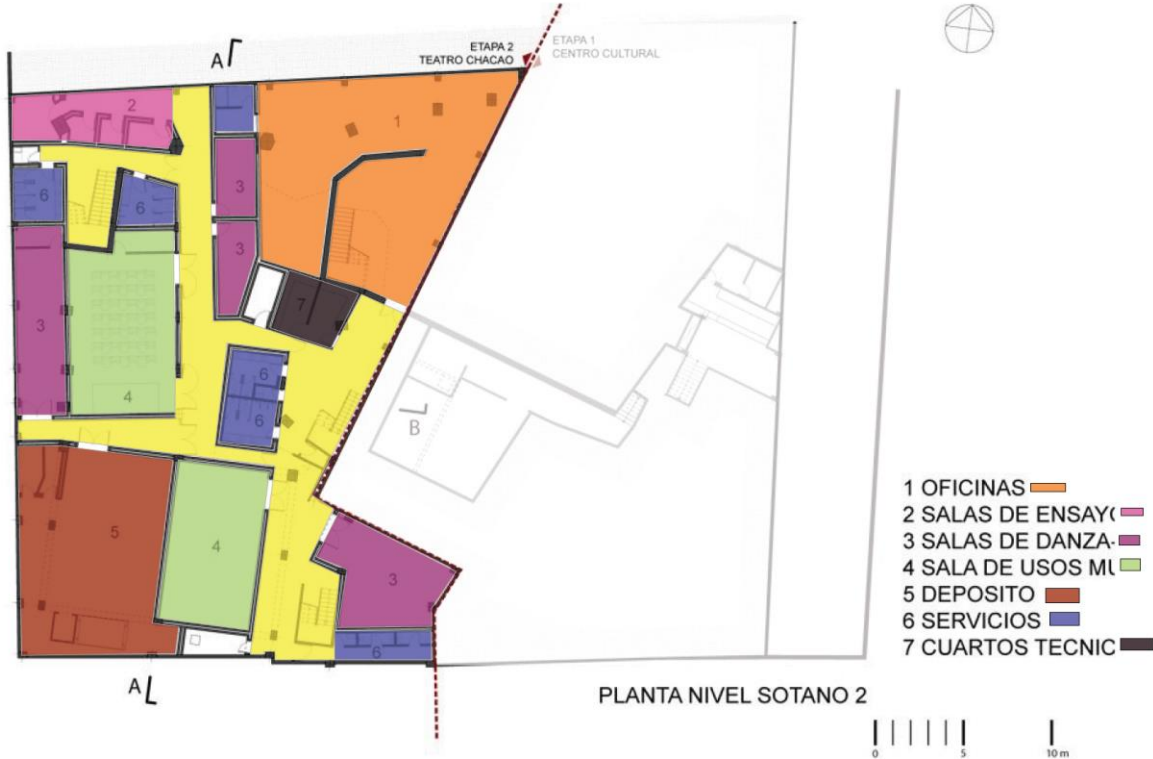 ETAPA 2
TEATRO CHACAO
ETAPA 1
CENTRO CULTURAL
A
2
1
3
6
6
3
7
3
4
6
6
B
5
4
3
6
A
1 OFICINAS
2 SALAS DE ENSAY
3 SALAS DE DANZA-
4 SALA DE USOS MU
5 DEPOSITO
6 SERVICIOS
7 CUARTOS TECNIC
PLANTA NIVEL SOTANO 2
0 5 10 m